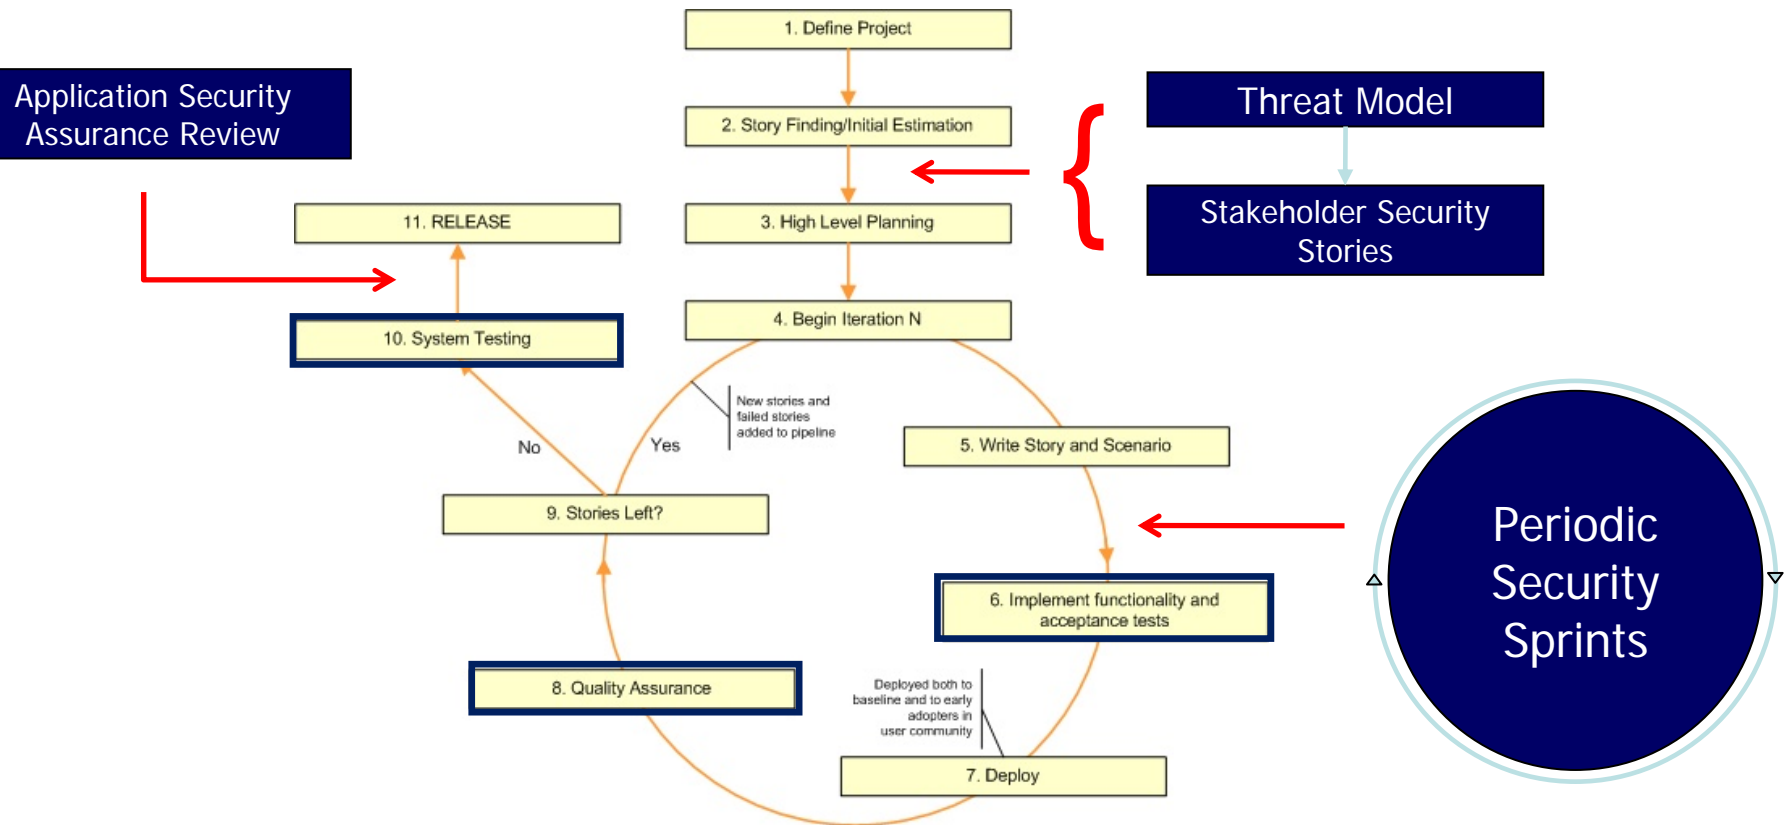 1. Define Project
Application Security
Assurance Review
Threat Model
2. Story Finding/Initial Estimation
Stakeholder Security
Stories
11. RELEASE
3. High Level Planning
10. System Testing
4. Begin Iteration N
New stories and
failed stories
added to pipeline
No
Yes
5. Write Story and Scenario
9. Stories Left?
Periodic
Security
Sprints
6. Implement functionality and
acceptance tests
8. Quality Assurance
Deployed both to
baseline and to early
adopters in
user community
7. Deploy